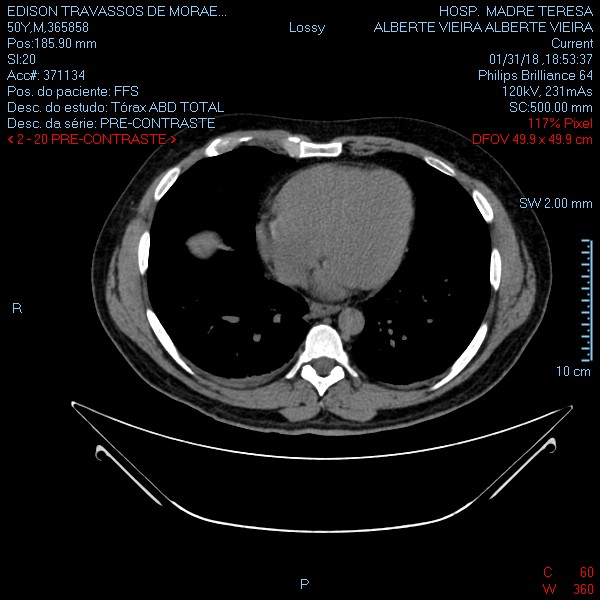 EDISON TRAVASSOS DE MORAE...
50Y,M,365858
Pos:185.90 mm
SI:20
Acc#: 371134
Pos. do paciente: FFS
Desc. do estudo: Tórax ABD TOTAL
Desc. da série: PRE-CONTRASTE
< 2 - 20 PRE-CONTRASTE >
Lossy
HOSP. MADRE TERESA
ALBERTE VIEIRA ALBERTE VIEIRA
Current
01/31/18 ,18:53:37
Philips Brilliance 64
120kV, 231mAs
SC:500.00 mm
117% Pixel
DFOV 49.9 x 49.9 cm
SW 2.00 mm
R
10 cm
P
C 60
W 360